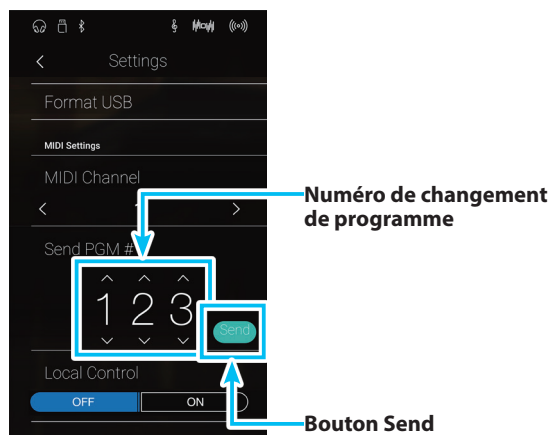 Settings
Format USB
MIDI Settings
MIDI Channel
Numéro de changement
de programme
Send PGM #
1 2 3
Send
Local Control
OFF ON
Bouton Send